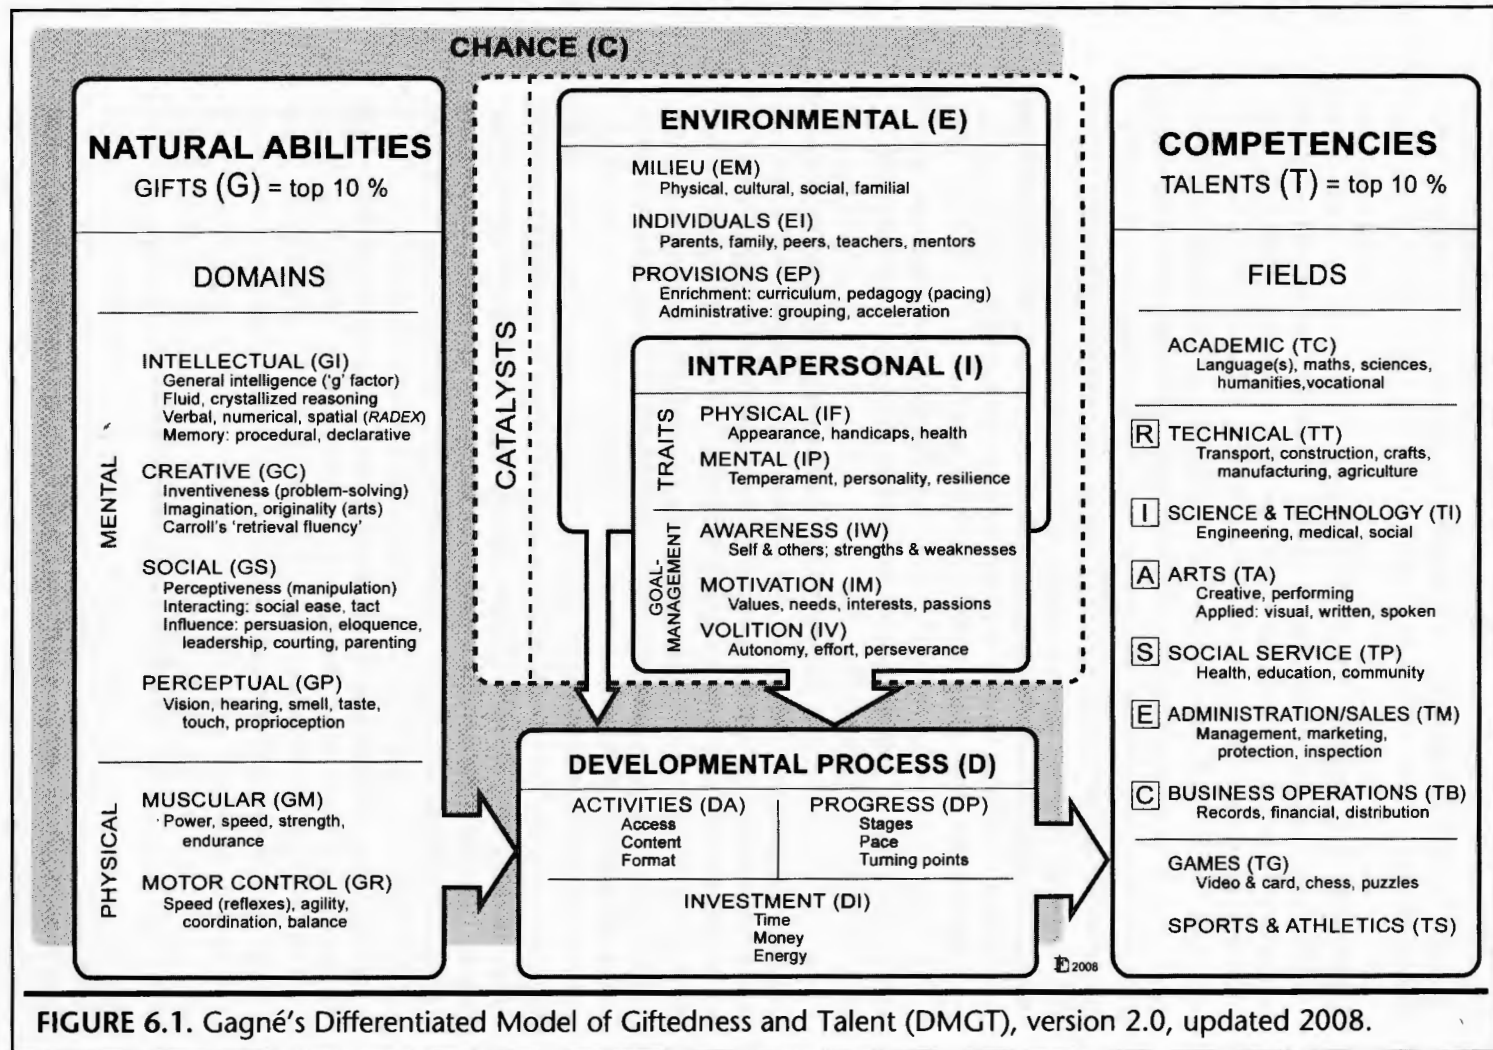 CHANCE (C)
NATURAL ABILITIES
GIFTS (G) = top 10 %
DOMAINS
MENTAL
INTELLECTUAL (GI)
General intelligence ('g' factor)
Fluid, crystallized reasoning
Verbal, numerical, spatial (RADEX)
Memory: procedural, declarative
CREATIVE (GC)
Inventiveness (problem-solving)
Imagination, originality (arts)
Carroll's 'retrieval fluency'
SOCIAL (GS)
Perceptiveness (manipulation)
Interacting: social ease, tact
Influence: persuasion, eloquence,
leadership, courting, parenting
PERCEPTUAL (GP)
Vision, hearing, smell, taste,
touch, proprioception
PHYSICAL
MUSCULAR (GM)
Power, speed, strength,
endurance
MOTOR CONTROL (GR)
Speed (reflexes), agility,
coordination, balance
CATALYSTS
ENVIRONMENTAL (E)
MILIEU (EM)
Physical, cultural, social, familial
INDIVIDUALS (EI)
Parents, family, peers, teachers, mentors
PROVISIONS (EP)
Enrichment: curriculum, pedagogy (pacing)
Administrative: grouping, acceleration
INTRAPERSONAL (I)
TRAITS
PHYSICAL (IF)
Appearance, handicaps, health
MENTAL (IP)
Temperament, personality, resilience
GOAL-
MANAGEMENT
AWARENESS (IW)
Self & others; strengths & weaknesses
MOTIVATION (IM)
Values, needs, interests, passions
VOLITION (IV)
Autonomy, effort, perseverance
DEVELOPMENTAL PROCESS (D)
ACTIVITIES (DA)
Access
Content
Format
PROGRESS (DP)
Stages
Pace
Turning points
INVESTMENT (DI)
Time
Money
Energy
2008
COMPETENCIES
TALENTS (T) = top 10 %
FIELDS
ACADEMIC (TC)
Language(s), maths, sciences,
humanities,vocational
R TECHNICAL (TT)
Transport, construction, crafts,
manufacturing, agriculture
I SCIENCE & TECHNOLOGY (TI)
Engineering, medical, social
A ARTS (TA)
Creative, performing
Applied: visual, written, spoken
S SOCIAL SERVICE (TP)
Health, education, community
E ADMINISTRATION/SALES (TM)
Management, marketing,
protection, inspection
C BUSINESS OPERATIONS (TB)
Records, financial, distribution
GAMES (TG)
Video & card, chess, puzzles
SPORTS & ATHLETICS (TS)
FIGURE 6.1. Gagné's Differentiated Model of Giftedness and Talent (DMGT), version 2.0, updated 2008.